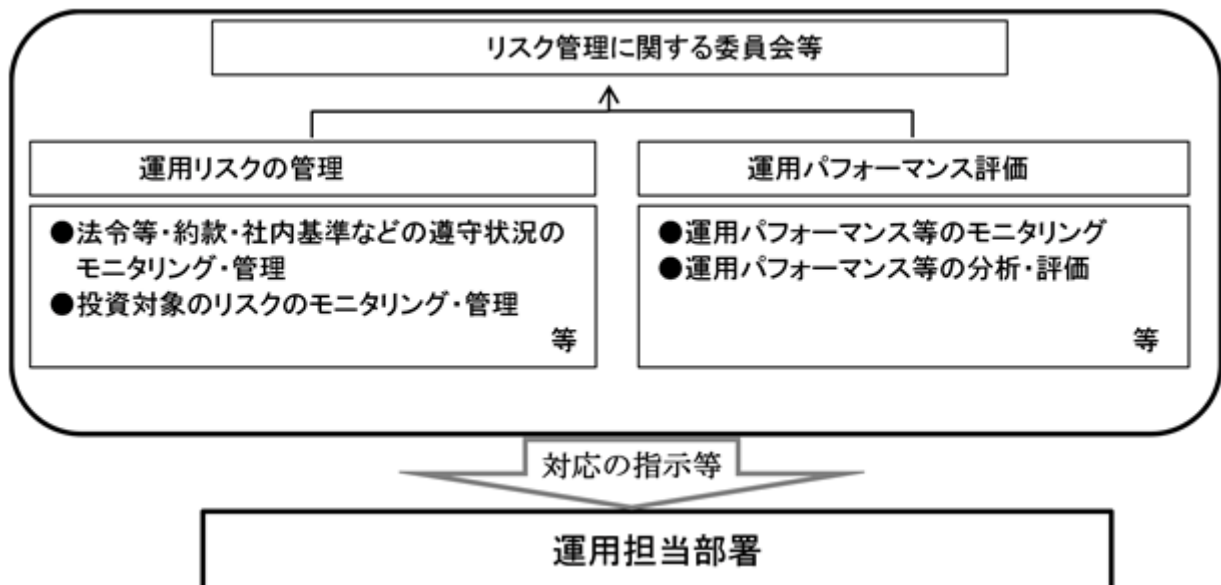 リスク管理に関する委員会等
運用リスクの管理
●法令等・約款・社内基準などの遵守状況の
モニタリング・管理
●投資対象のリスクのモニタリング・管理
等
運用パフォーマンス評価
●運用パフォーマンス等のモニタリング
●運用パフォーマンス等の分析・評価
等
対応の指示等
運用担当部署